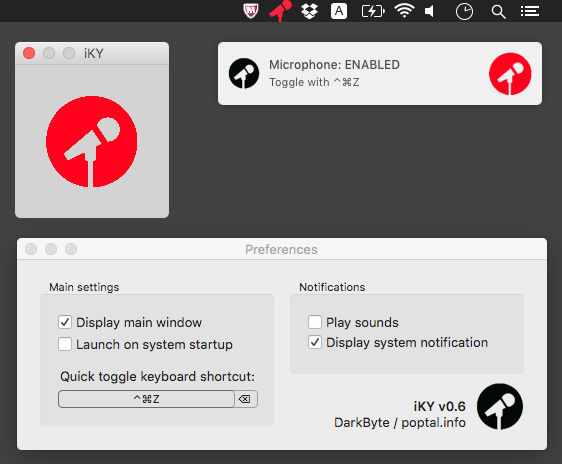 A
iKY
Microphone: ENABLED
Toggle with ^⌘Z
Preferences
Main settings
Display main window
Launch on system startup
Quick toggle keyboard shortcut:
^⌘Z
Notifications
Play sounds
Display system notification
iKY v0.6
DarkByte / poptal.info